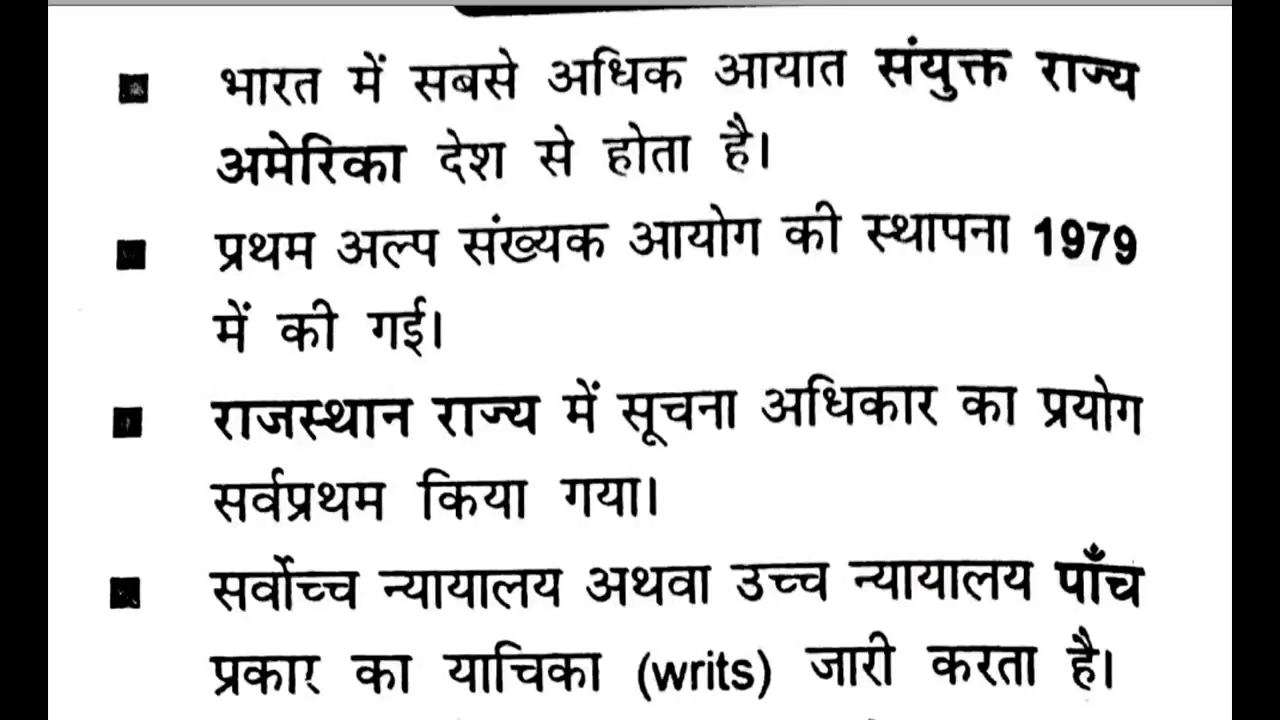 भारत में सबसे अधिक आयात संयुक्त राज्य
अमेरिका देश से होता है।
प्रथम अल्प संख्यक आयोग की स्थापना 1979
में की गई।
राजस्थान राज्य में सूचना अधिकार का प्रयोग
सर्वप्रथम किया गया।
सर्वोच्च न्यायालय अथवा उच्च न्यायालय पाँच
प्रकार का याचिका (writs) जारी करता है।